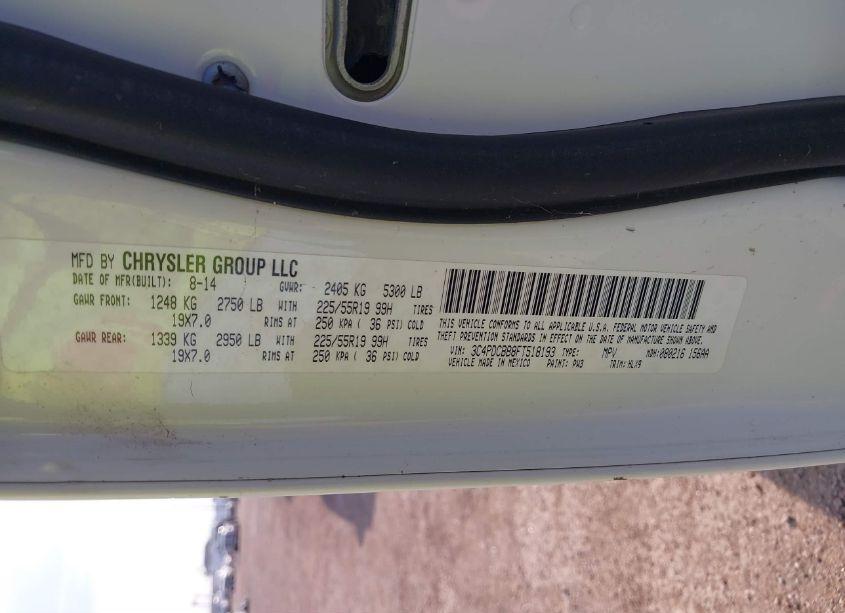 MFD BY CHRYSLER GROUP LLC
DATE OF MFR(BUILT): 8-14 GVWR: 2405 KG 5300 LB
GAWR FRONT: 1248 KG 2750 LB WITH 225/55R19 99H TIRES
19X7.0 RIMS AT 250 KPA ( 36 PSI) COLD
GAWR REAR: 1339 KG 2950 LB WITH 225/55R19 99H TIRES
19X7.0 RIMS AT 250 KPA ( 36 PSI) COLD
THIS VEHICLE CONFORMS TO ALL APPLICABLE U.S.A. FEDERAL MOTOR VEHICLE SAFETY AND
THEFT PREVENTION STANDARDS IN EFFECT ON THE DATE OF MANUFACTURE SHOWN ABOVE.
VIN: 3C4PDCBB8FT518193 TYPE: MPV MDH: 080216 156AA
VEHICLE MADE IN MEXICO PAINT: PW3 TRIM: